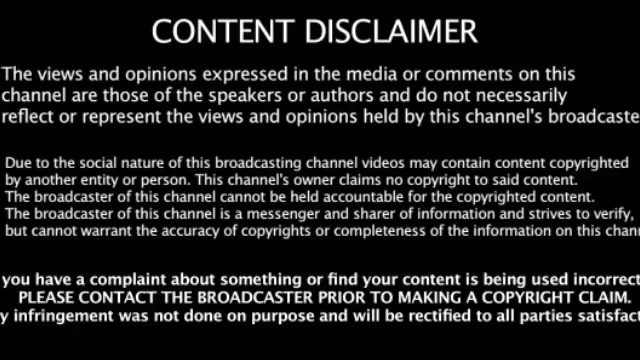 CONTENT DISCLAIMER
The views and opinions expressed in the media or comments on this
channel are those of the speakers or authors and do not necessarily
reflect or represent the views and opinions held by this channel's broadcaste
Due to the social nature of this broadcasting channel videos may contain content copyrighted
by another entity or person. This channel's owner claims no copyright to said content.
The broadcaster of this channel cannot be held accountable for the copyrighted content.
The broadcaster of this channel is a messenger and sharer of information and strives to verify,
but cannot warrant the accuracy of copyrights or completeness of the information on this chan
you have a complaint about something or find your content is being used incorrect
PLEASE CONTACT THE BROADCASTER PRIOR TO MAKING A COPYRIGHT CLAIM.
y infringement was not done on purpose and will be rectified to all parties satisfact